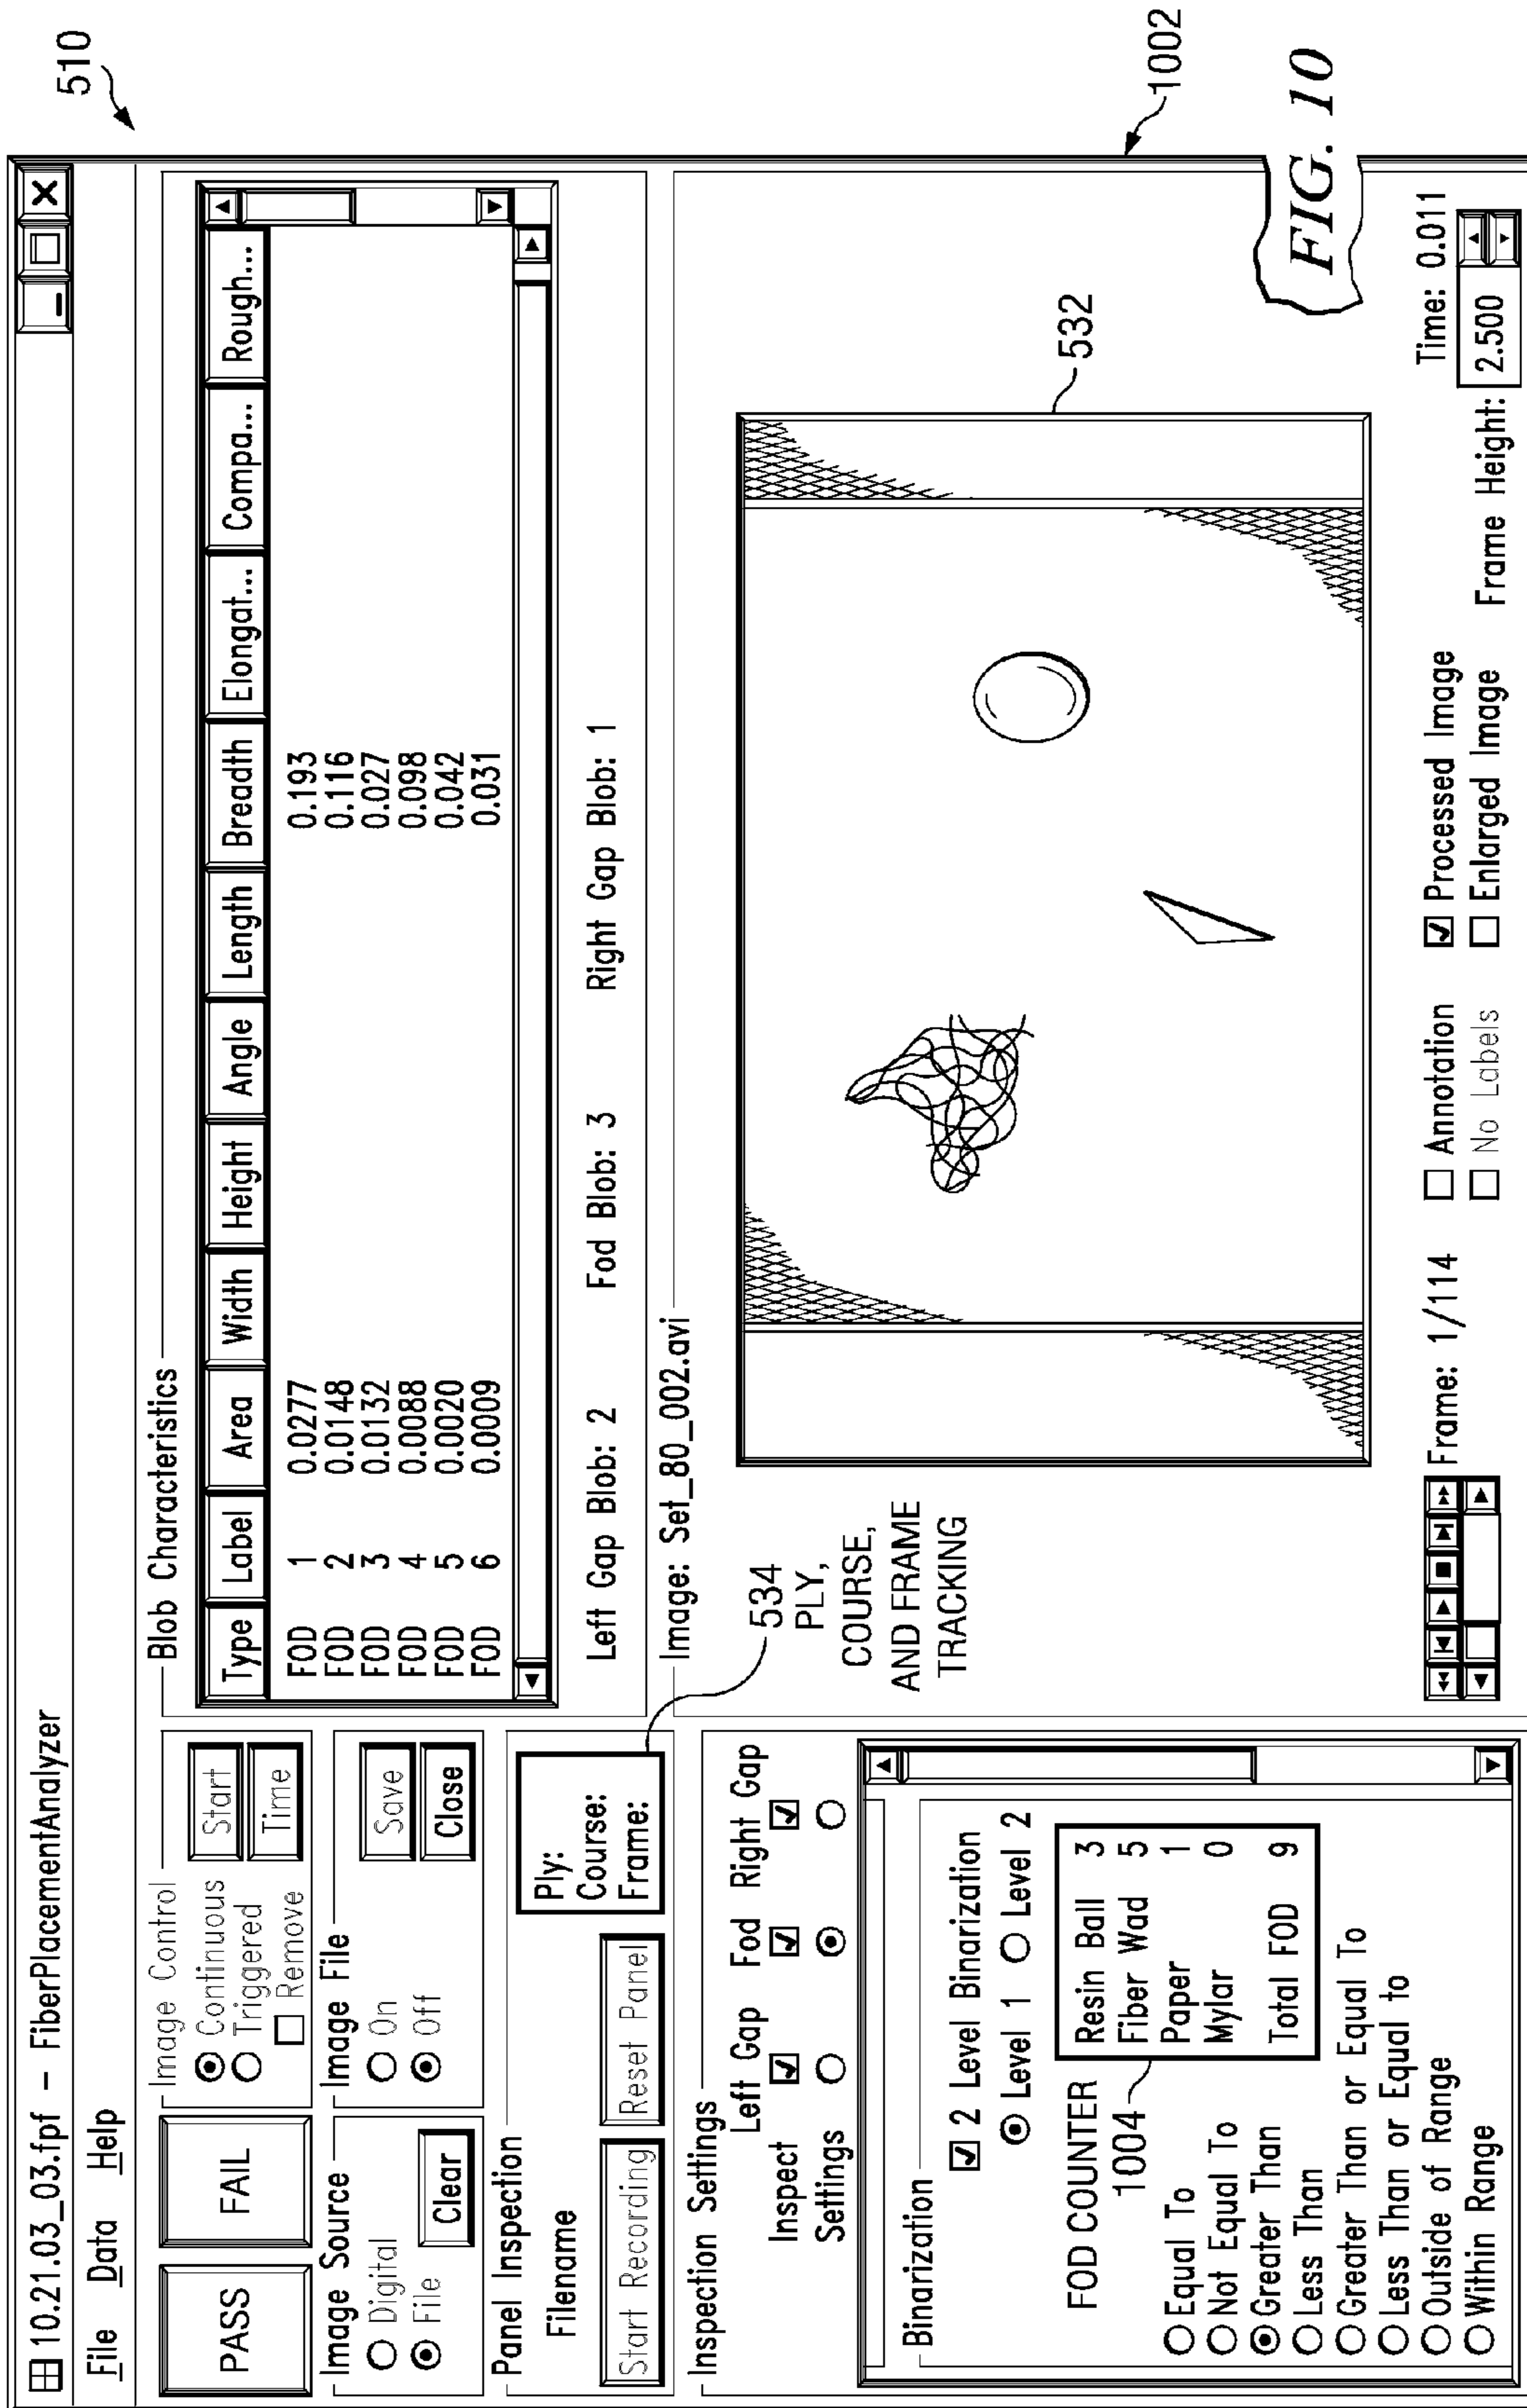 510
10.21.03_03.fpf - FiberPlacementAnalyzer
File Data Help
PASS
FAIL
Image Control
Continuous
Triggered
Remove
Start
Time
Image Source
Digital
File
Clear
Image File
On
Off
Save
Close
Panel Inspection
Filename
Start Recording
Reset Panel
Ply:
Course:
Frame:
534
PLY,
COURSE,
AND FRAME
TRACKING
Blob Characteristics
Type Label Area Width Height Angle Length Breadth Elongat... Compa... Rough...
FOD 1 0.0277 0.193
FOD 2 0.0148 0.116
FOD 3 0.0132 0.027
FOD 4 0.0088 0.098
FOD 5 0.0020 0.042
FOD 6 0.0009 0.031
Left Gap Blob: 2 Fod Blob: 3 Right Gap Blob: 1
Inspection Settings
Left Gap Fod Right Gap
Inspect
Settings
Binarization
2 Level Binarization
Level 1 Level 2
FOD COUNTER
1004
Resin Ball 3
Fiber Wad 5
Paper 1
Mylar 0
Total FOD 9
Equal To
Not Equal To
Greater Than
Less Than
Greater Than or Equal To
Less Than or Equal to
Outside of Range
Within Range
Image: Set_80_002.avi
532
1002
Frame: 1/114
Annotation
No Labels
Processed Image
Enlarged Image
Time: 0.011
Frame Height: 2.500
FIG. 10